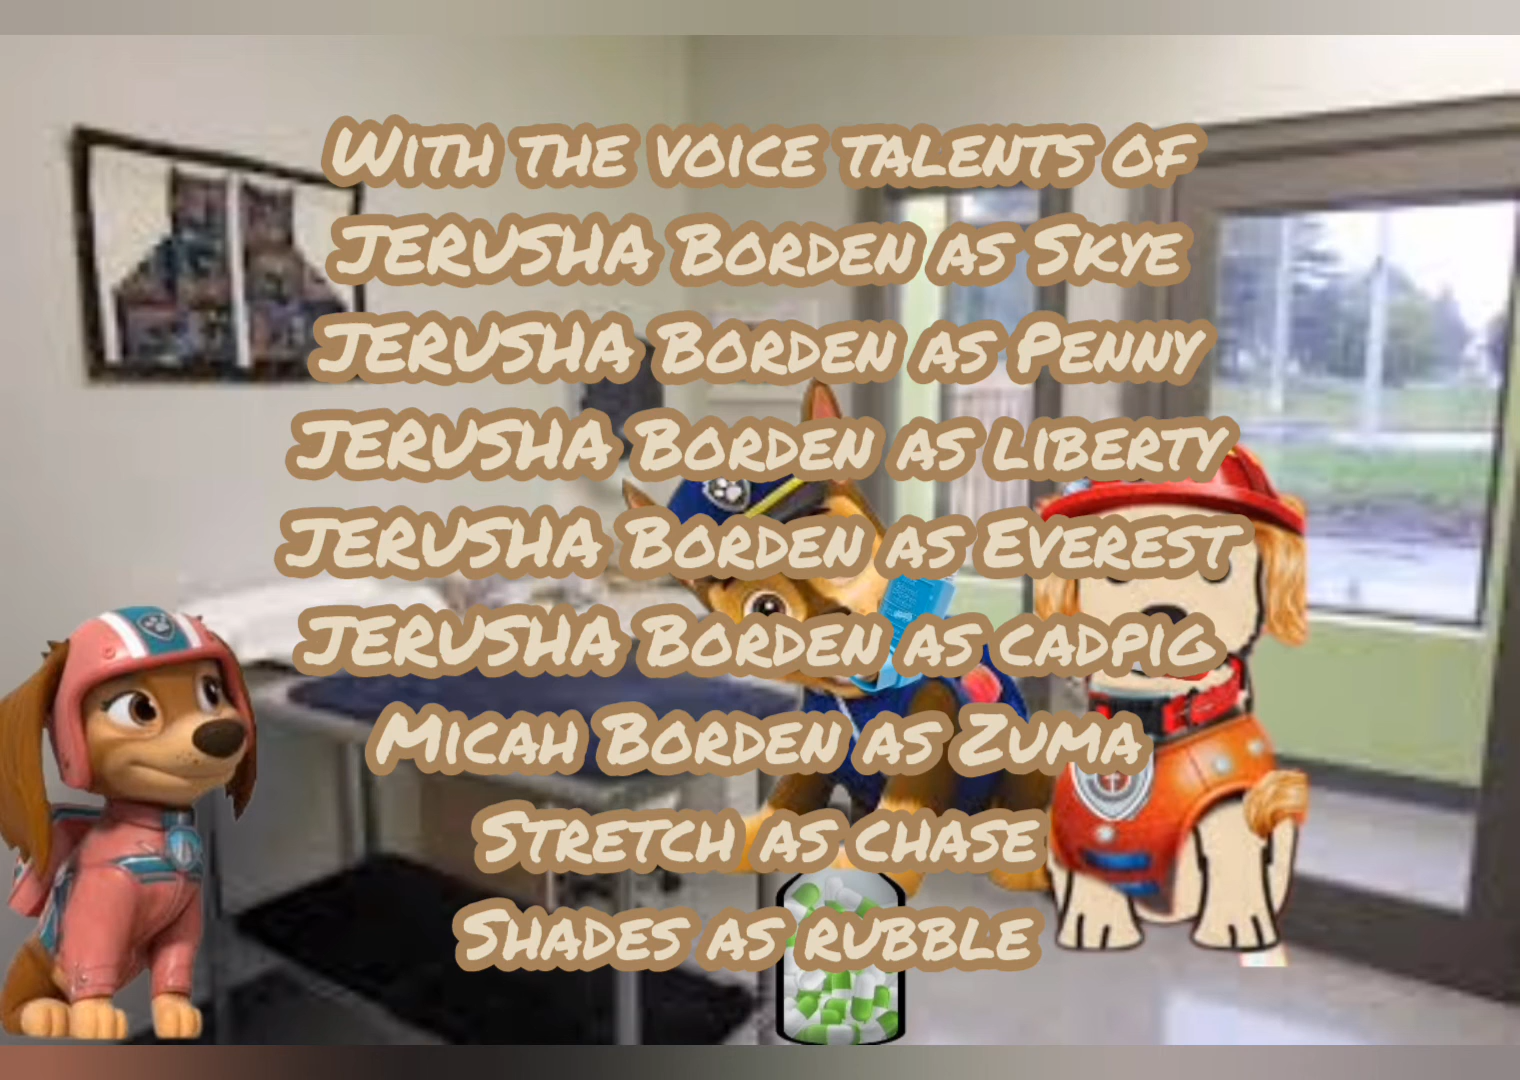 With the voice talents of
JERUSHA Borden as Skye
JERUSHA Borden as Penny
JERUSHA Borden as liberty
JERUSHA Borden as Everest
JERUSHA Borden as cadpig
Micah Borden as Zuma
Stretch as chase
Shades as rubble